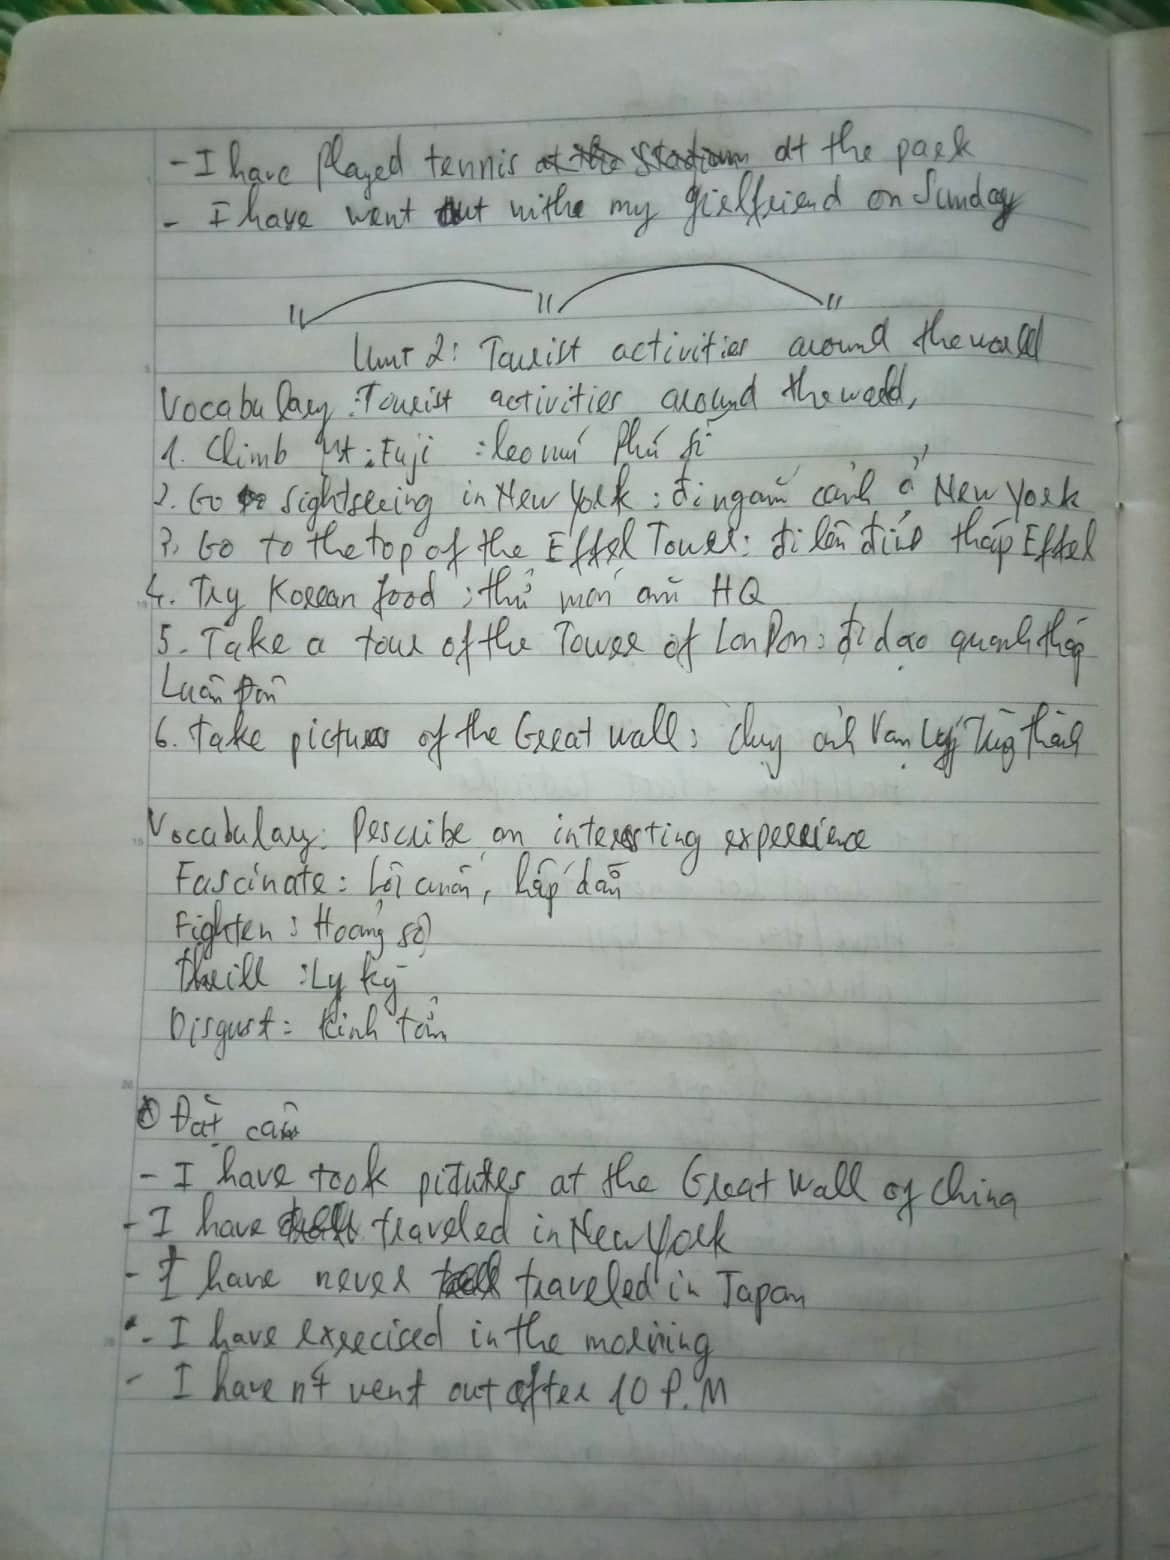 - I have played tennis at the park
- I have went out withe my girlfriend on Sunday
Unit 2: Tourist activities around the world
Vocabulary: Tourist activities around the world,
1. Climb Mt. Fuji : leo núi Phú Sĩ
2. Go sightseeing in New York : đi ngắm cảnh ở New York
3. Go to the top of the Effel Tower: đi lên đỉnh tháp Effel
4. Try Korean food : thử món ăn HQ
5. Take a tour of the Tower of London: đi dạo quanh tháp
Luân Đôn
6. Take pictures of the Great wall: chụp ảnh Vạn Lý Trường thành
Vocabulary: Describe an interesting experience
Fascinate: Lôi cuốn, hấp dẫn
Fighten : Hoảng sợ
Thrill : Ly kỳ
Disgust: Kinh tởm
Đặt câu
- I have took pictures at the Great Wall of China
- I have traveled in New York
- I have never traveled in Japan
- I have exrecised in the morining
- I haven't went out after 10 P.M